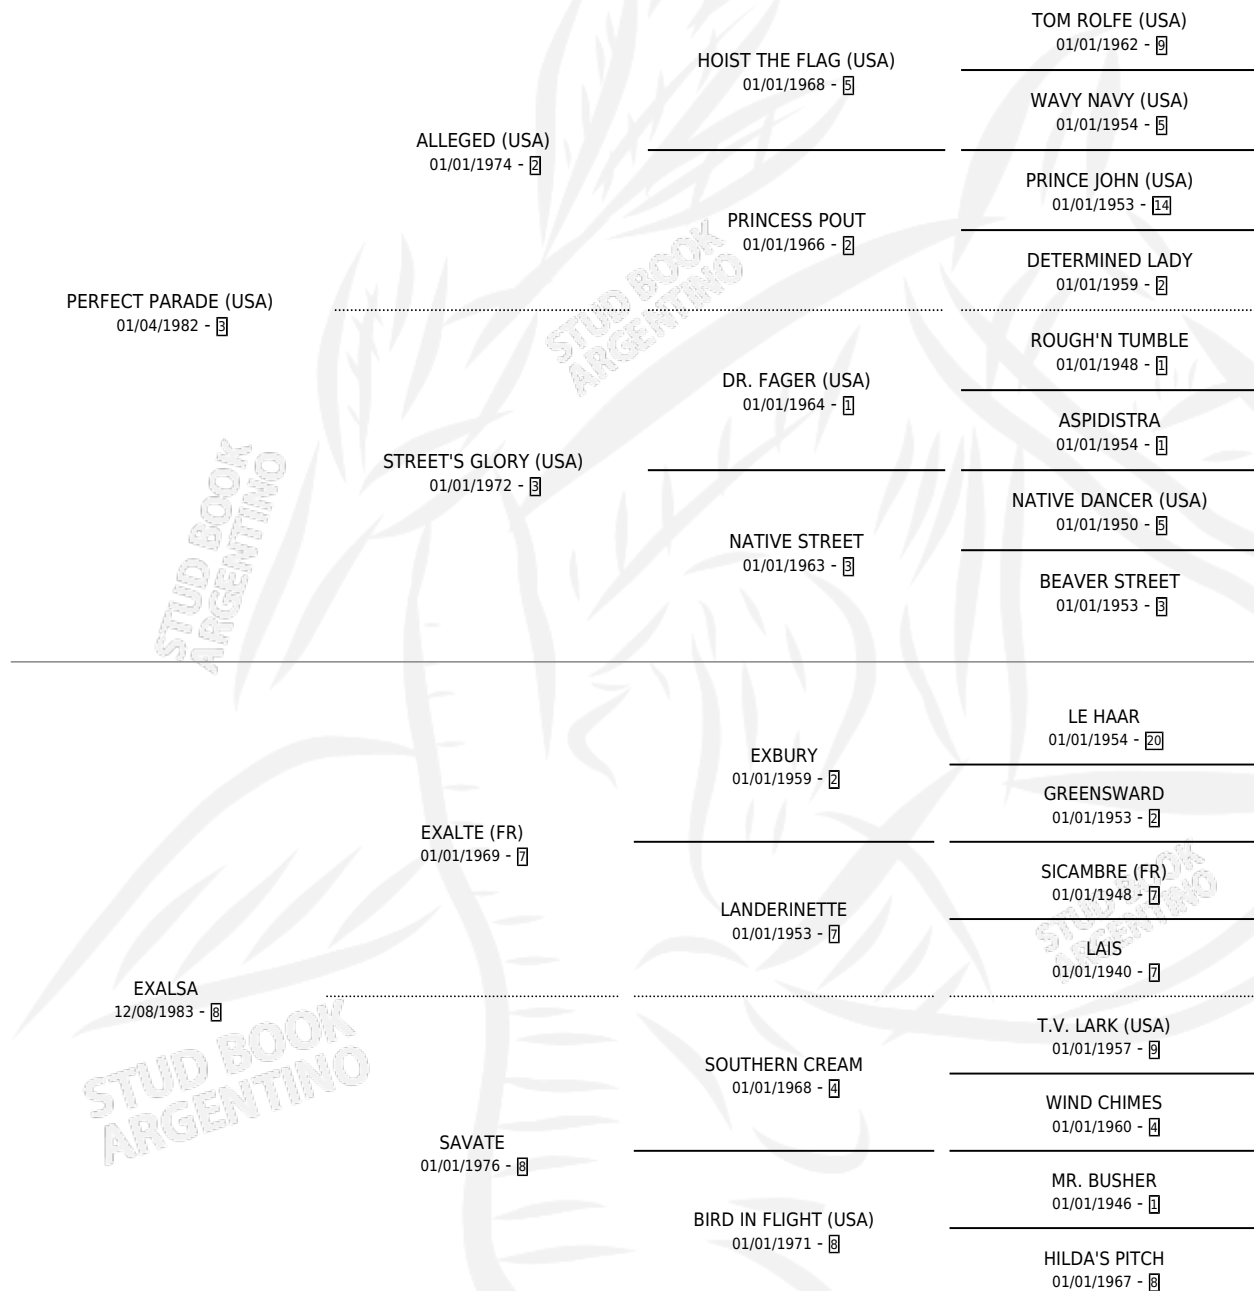 TOM ROLFE (USA)
01/01/1962 - 9
HOIST THE FLAG (USA)
01/01/1968 - 5
WAVY NAVY (USA)
01/01/1954 - 5
ALLEGED (USA)
01/01/1974 - 2
PRINCE JOHN (USA)
01/01/1953 - 14
PRINCESS POUT
01/01/1966 - 2
DETERMINED LADY
01/01/1959 - 2
PERFECT PARADE (USA)
01/04/1982 - 3
ROUGH'N TUMBLE
01/01/1948 - 1
DR. FAGER (USA)
01/01/1964 - 1
ASPIDISTRA
01/01/1954 - 1
STREET'S GLORY (USA)
01/01/1972 - 3
NATIVE DANCER (USA)
01/01/1950 - 5
NATIVE STREET
01/01/1963 - 3
BEAVER STREET
01/01/1953 - 3
LE HAAR
01/01/1954 - 20
EXBURY
01/01/1959 - 2
GREENSWARD
01/01/1953 - 2
EXALTE (FR)
01/01/1969 - 7
SICAMBRE (FR)
01/01/1948 - 7
LANDERINETTE
01/01/1953 - 7
LAIS
01/01/1940 - 7
EXALSA
12/08/1983 - 8
T.V. LARK (USA)
01/01/1957 - 9
SOUTHERN CREAM
01/01/1968 - 4
WIND CHIMES
01/01/1960 - 4
SAVATE
01/01/1976 - 8
MR. BUSHER
01/01/1946 - 1
BIRD IN FLIGHT (USA)
01/01/1971 - 8
HILDA'S PITCH
01/01/1967 - 8
STUD BOOK
ARGENTINO
STUD BOOK
ARGENTINO
STUD BOOK
ARGENTINO
STUD BOOK
ARGENTINO